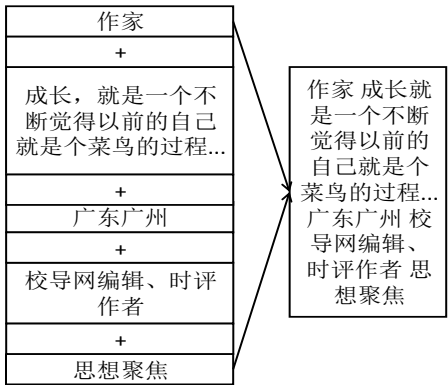 作家
+
成长，就是一个不
断觉得以前的自己
就是个菜鸟的过程...
+
广东广州
+
校导网编辑、时评
作者
+
思想聚焦
作家 成长就
是一个不断
觉得以前的
自己就是个
菜鸟的过程...
广东广州 校
导网编辑、
时评作者 思
想聚焦